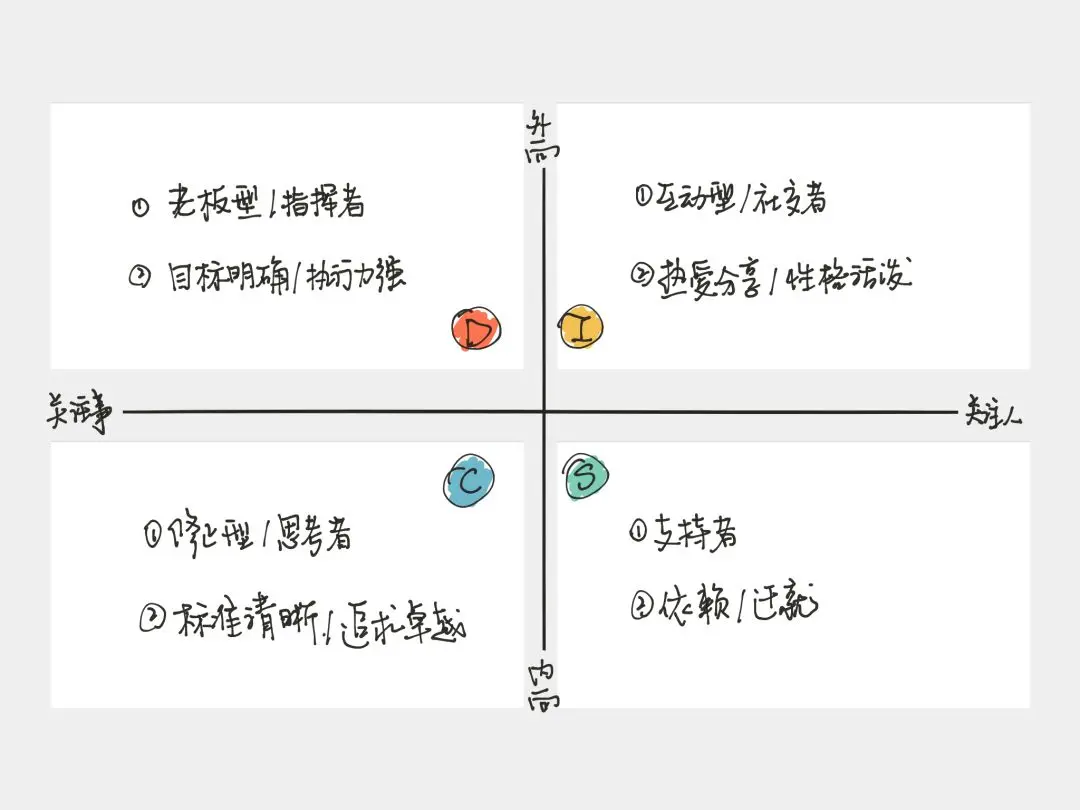 外向
① 老板型/指挥者
② 目标明确/执行力强
D
①互动型/社交者
②热爱分享/性格活泼
I
关注事
关注人
C
①修正型/思考者
②标准清晰/追求卓越
S
①支持者
②依赖/迁就
内向